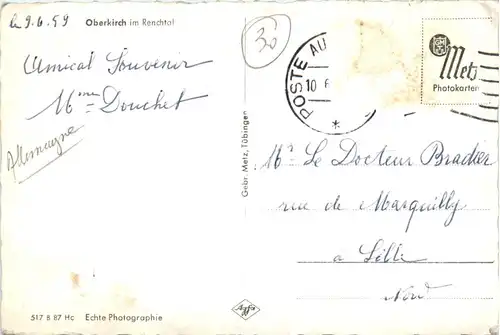 le 9.6.59
Oberkirch im Renchtal
Amical Souvenir
Mme Douchet
Allemagne
30
POSTE AU
10 6
Metz
Photokarten
Gebr. Metz, Tübingen
Mr Le Docteur Bradier
rue de Marquilly
a Lille
Nord
517 B 87 Hc Echte Photographie
Agfa